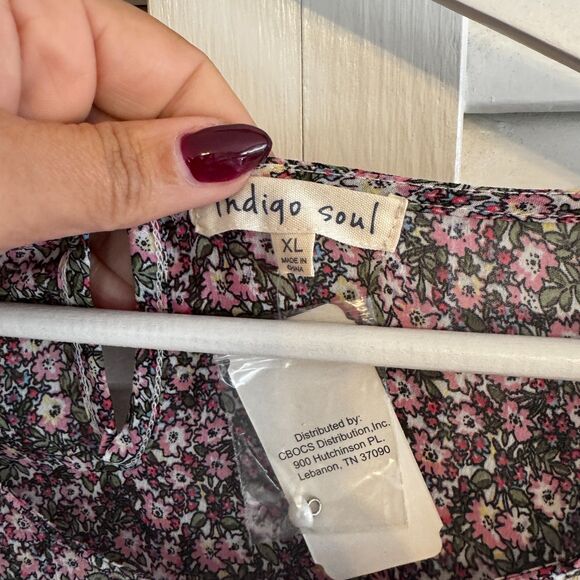 indigo soul
XL
MADE IN
CHINA
Distributed by:
CBOCS Distribution,Inc.
900 Hutchinson PL.
Lebanon, TN 37090